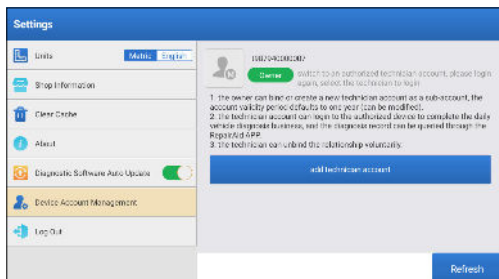 Settings
Units
Metric English
Shop Information
Clear Cache
About
Diagnostic Software Auto Update
Device Account Management
Log Out
Owner
switch to an authorized technician account, please login
again, select the technician to login
1. the owner can bind or create a new technician account as a sub-account, the
account validity period defaults to one year (can be modified).
2. the technician account can login to the authorized device to complete the daily
vehicle diagnosis business, and the diagnosis record can be queried through the
RepairAid APP.
3. the technician can unbind the relationship voluntarily.
add technician account
Refresh